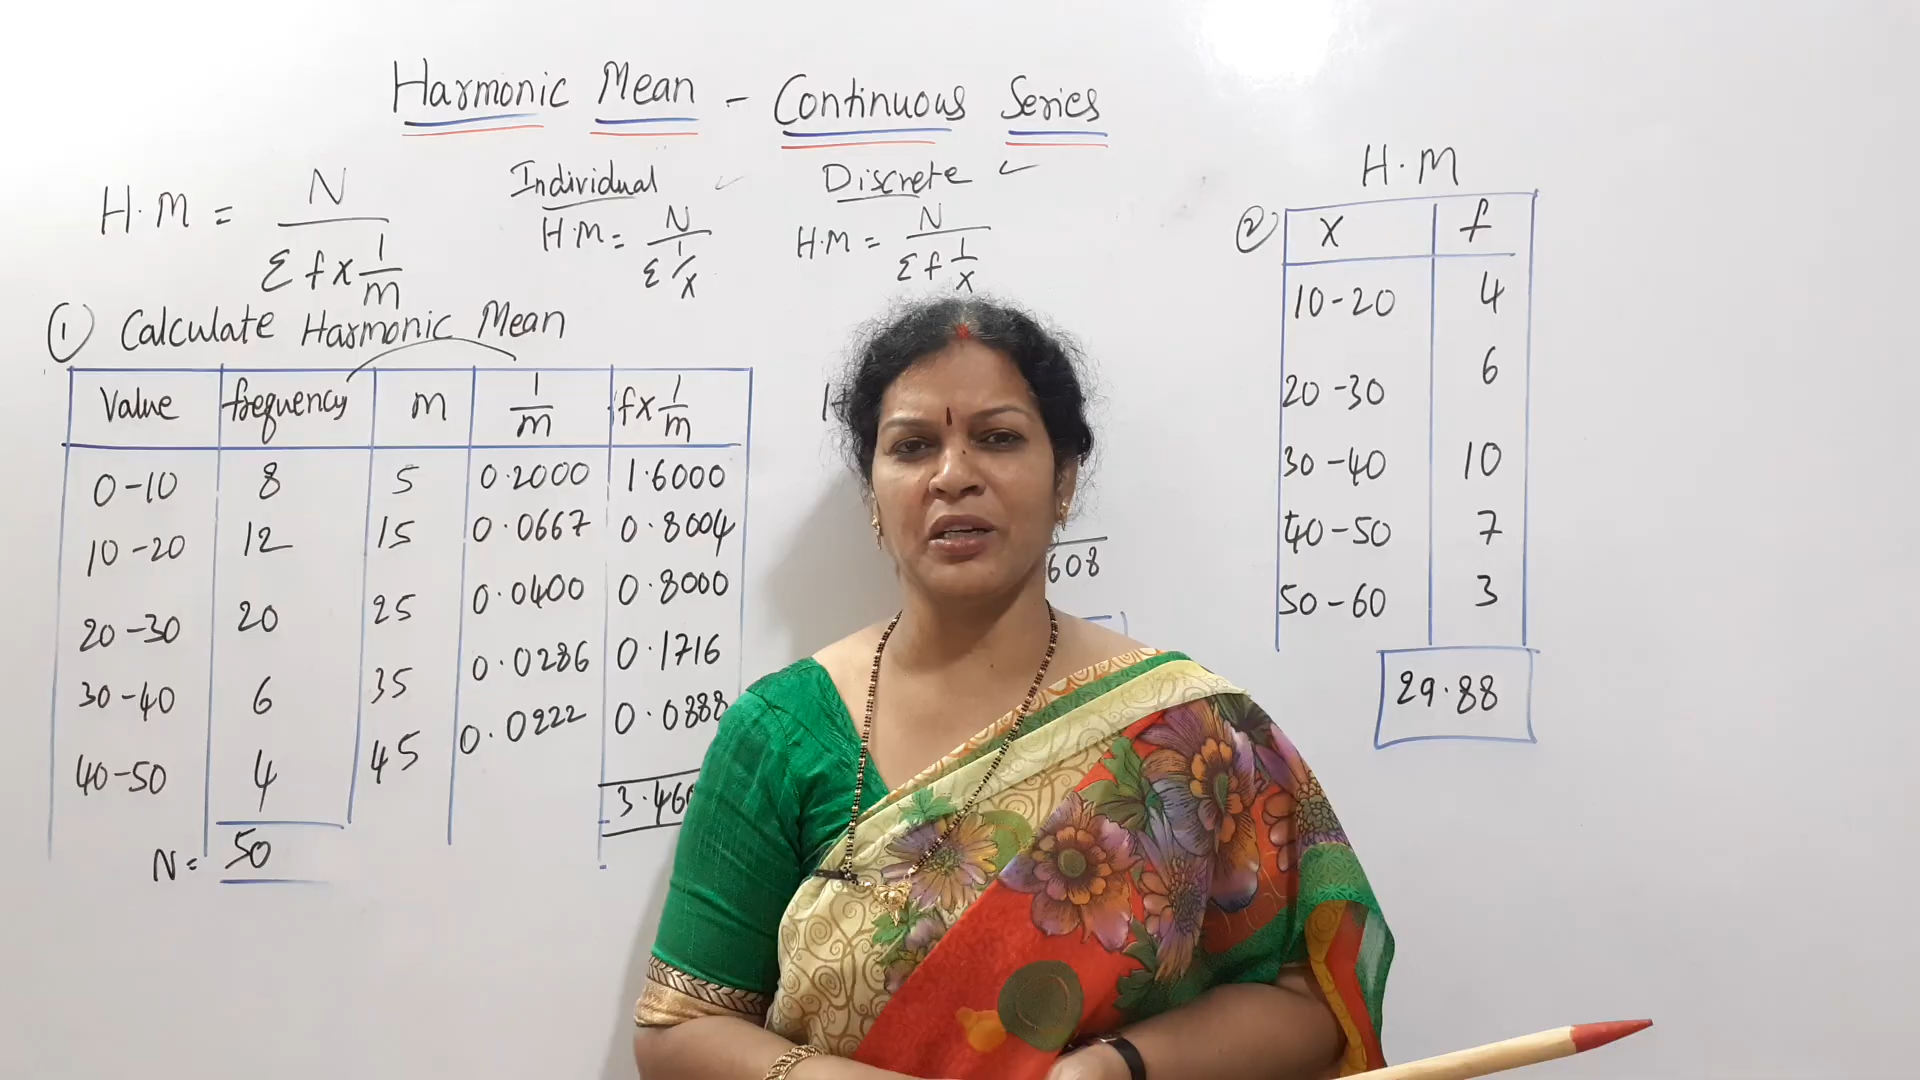 Harmonic Mean - Continuous Series
H.M = N / Σ f x 1/m
Individual ✓
H.M = N / Σ 1/x
Discrete ✓
H.M = N / Σ f 1/x
① Calculate Harmonic Mean
Value frequency m 1/m f x 1/m
0-10 8 5 0.2000 1.6000
10-20 12 15 0.0667 0.8004
20-30 20 25 0.0400 0.8000
30-40 6 35 0.0286 0.1716
40-50 4 45 0.0222 0.0888
3.460
N = 50
608
H.M
② X f
10-20 4
20-30 6
30-40 10
40-50 7
50-60 3
29.88